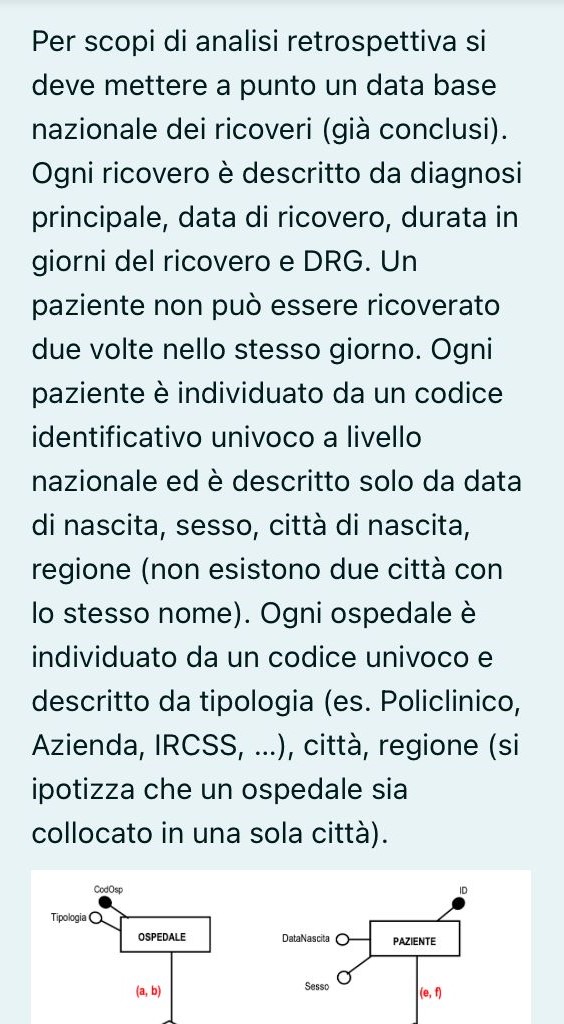 Per scopi di analisi retrospettiva si
deve mettere a punto un data base
nazionale dei ricoveri (già conclusi).
Ogni ricovero è descritto da diagnosi
principale, data di ricovero, durata in
giorni del ricovero e DRG. Un
paziente non può essere ricoverato
due volte nello stesso giorno. Ogni
paziente è individuato da un codice
identificativo univoco a livello
nazionale ed è descritto solo da data
di nascita, sesso, città di nascita,
regione (non esistono due città con
lo stesso nome). Ogni ospedale è
individuato da un codice univoco e
descritto da tipologia (es. Policlinico,
Azienda, IRCSS, ...), città, regione (si
ipotizza che un ospedale sia
collocato in una sola città).
CodOsp
ID
Tipologia
OSPEDALE
DataNascita
PAZIENTE
Sesso
(a, b)
(e, f)